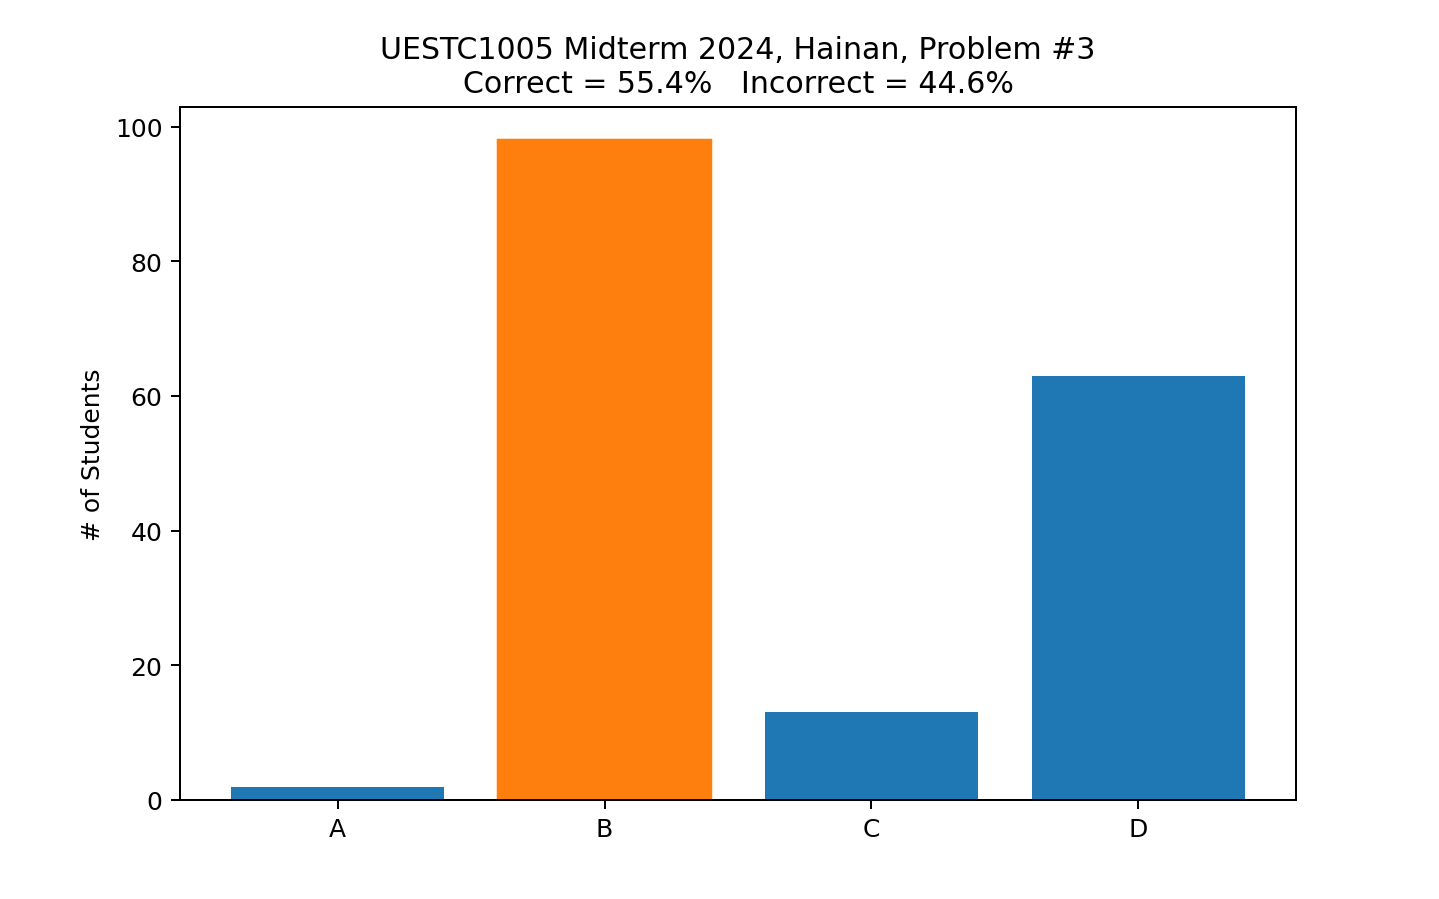 UESTC1005 Midterm 2024, Hainan, Problem #3
Correct = 55.4%   Incorrect = 44.6%
# of Students
100
80
60
40
20
0
A
B
C
D